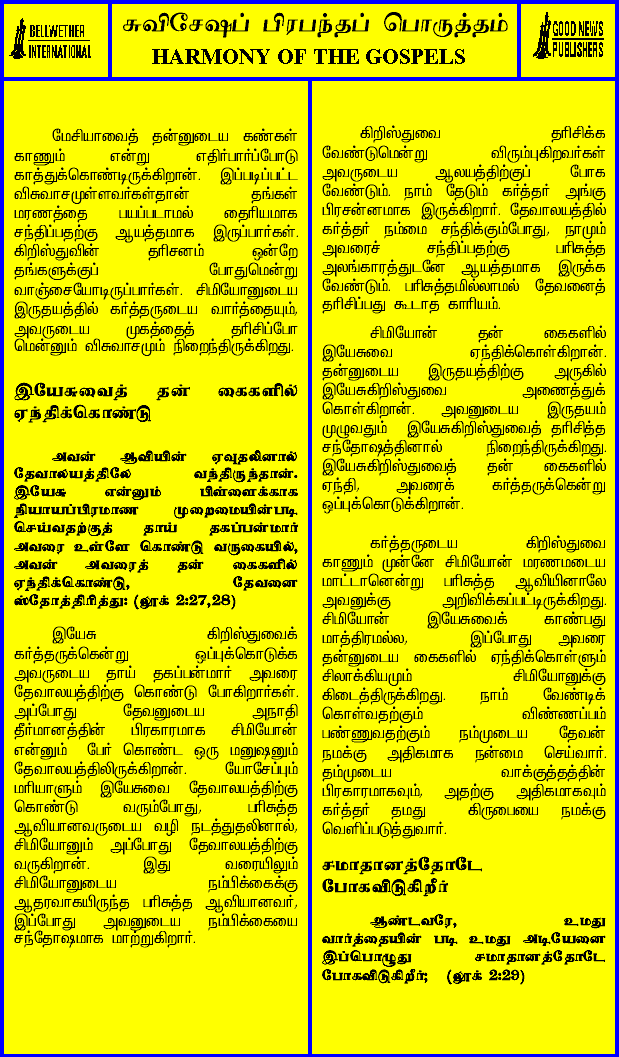 BELLWETHER
INTERNATIONAL
சுவிசேஷப் பிரபந்தப் பொருத்தம்
HARMONY OF THE GOSPELS
GOOD NEWS
PUBLISHERS
மேசியாவைத் தன்னுடைய கண்கள்
காணும் என்று எதிர்பார்ப்போடு
காத்துக்கொண்டிருக்கிறான். இப்படிப்பட்ட
விசுவாசமுள்ளவர்கள்தான் தங்கள்
மரணத்தை பயப்படாமல் தைரியமாக
சந்திப்பதற்கு ஆயத்தமாக இருப்பார்கள்.
கிறிஸ்துவின் தரிசனம் ஒன்றே
தங்களுக்குப் போதுமென்று
வாஞ்சையோடிருப்பார்கள். சிமியோனுடைய
இருதயத்தில் கர்த்தருடைய வார்த்தையும்,
அவருடைய முகத்தைத் தரிசிப்போ
மென்னும் விசுவாசமும் நிறைந்திருக்கிறது.
இயேசுவைத் தன் கைகளில்
ஏந்திக்கொண்டு
அவன் ஆவியின் ஏவுதலினால்
தேவாலயத்திலே வந்திருந்தான்.
இயேசு என்னும் பிள்ளைக்காக
நியாயப்பிரமாண முறைமையின்படி
செய்வதற்குத் தாய் தகப்பன்மார்
அவரை உள்ளே கொண்டு வருகையில்,
அவன் அவரைத் தன் கைகளில்
ஏந்திக்கொண்டு, தேவனை
ஸ்தோத்திரித்து: (லூக் 2:27,28)
இயேசு கிறிஸ்துவைக்
கர்த்தருக்கென்று ஒப்புக்கொடுக்க
அவருடைய தாய் தகப்பன்மார் அவரை
தேவாலயத்திற்கு கொண்டு போகிறார்கள்.
அப்போது தேவனுடைய அநாதி
தீர்மானத்தின் பிரகாரமாக சிமியோன்
என்னும் பேர் கொண்ட ஒரு மனுஷனும்
தேவாலயத்திலிருக்கிறான். யோசேப்பும்
மரியாளும் இயேசுவை தேவாலயத்திற்கு
கொண்டு வரும்போது, பரிசுத்த
ஆவியானவருடைய வழி நடத்துதலினால்,
சிமியோனும் அப்போது தேவாலயத்திற்கு
வருகிறான். இது வரையிலும்
சிமியோனுடைய நம்பிக்கைக்கு
ஆதரவாகயிருந்த பரிசுத்த ஆவியானவர்,
இப்போது அவனுடைய நம்பிக்கையை
சந்தோஷமாக மாற்றுகிறார்.
கிறிஸ்துவை தரிசிக்க
வேண்டுமென்று விரும்புகிறவர்கள்
அவருடைய ஆலயத்திற்குப் போக
வேண்டும். நாம் தேடும் கர்த்தர் அங்கு
பிரசன்னமாக இருக்கிறார். தேவாலயத்தில்
கர்த்தர் நம்மை சந்திக்கும்போது, நாமும்
அவரைச் சந்திப்பதற்கு பரிசுத்த
அலங்காரத்துடனே ஆயத்தமாக இருக்க
வேண்டும். பரிசுத்தமில்லாமல் தேவனைத்
தரிசிப்பது கூடாத காரியம்.
சிமியோன் தன் கைகளில்
இயேசுவை ஏந்திக்கொள்கிறான்.
தன்னுடைய இருதயத்திற்கு அருகில்
இயேசுகிறிஸ்துவை அணைத்துக்
கொள்கிறான். அவனுடைய இருதயம்
முழுவதும் இயேசுகிறிஸ்துவைத் தரிசித்த
சந்தோஷத்தினால் நிறைந்திருக்கிறது.
இயேசுகிறிஸ்துவைத் தன் கைகளில்
ஏந்தி, அவரைக் கர்த்தருக்கென்று
ஒப்புக்கொடுக்கிறான்.
கர்த்தருடைய கிறிஸ்துவை
காணும் முன்னே சிமியோன் மரணமடைய
மாட்டானென்று பரிசுத்த ஆவியினாலே
அவனுக்கு அறிவிக்கப்பட்டிருக்கிறது.
சிமியோன் இயேசுவைக் காண்பது
மாத்திரமல்ல, இப்போது அவரை
தன்னுடைய கைகளில் ஏந்திக்கொள்ளும்
சிலாக்கியமும் சிமியோனுக்கு
கிடைத்திருக்கிறது. நாம் வேண்டிக்
கொள்வதற்கும் விண்ணப்பம்
பண்ணுவதற்கும் நம்முடைய தேவன்
நமக்கு அதிகமாக நன்மை செய்வார்.
தம்முடைய வாக்குத்தத்தின்
பிரகாரமாகவும், அதற்கு அதிகமாகவும்
கர்த்தர் தமது கிருபையை நமக்கு
வெளிப்படுத்துவார்.
சமாதானத்தோடே
போகவிடுகிறீர்
ஆண்டவரே, உமது
வார்த்தையின் படி உமது அடியேனை
இப்பொழுது சமாதானத்தோடே
போகவிடுகிறீர்; (லூக் 2:29)